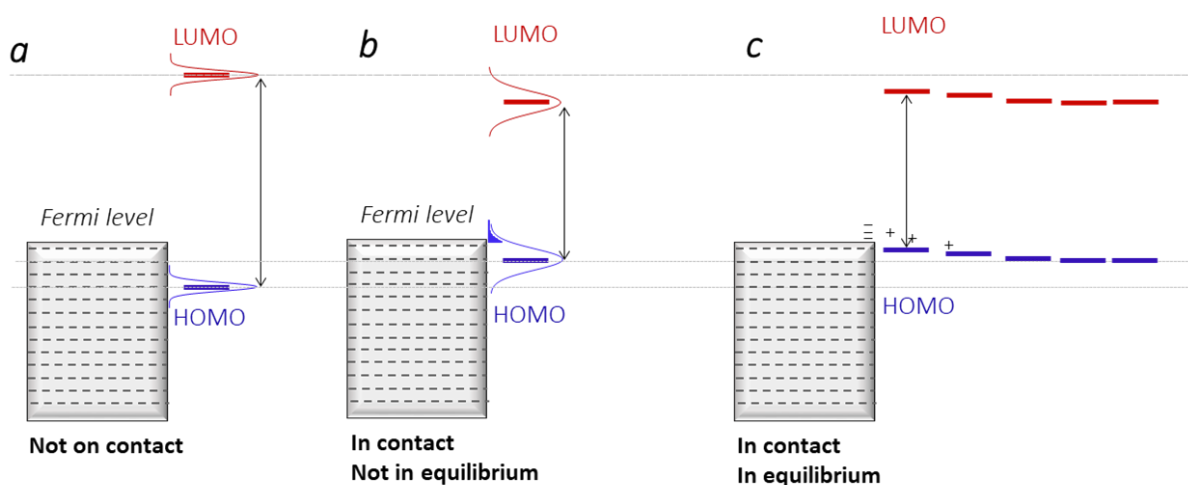 a
LUMO
Fermi level
HOMO
Not on contact
b
LUMO
Fermi level
HOMO
In contact
Not in equilibrium
c
LUMO
– + +
– +
–
HOMO
In contact
In equilibrium